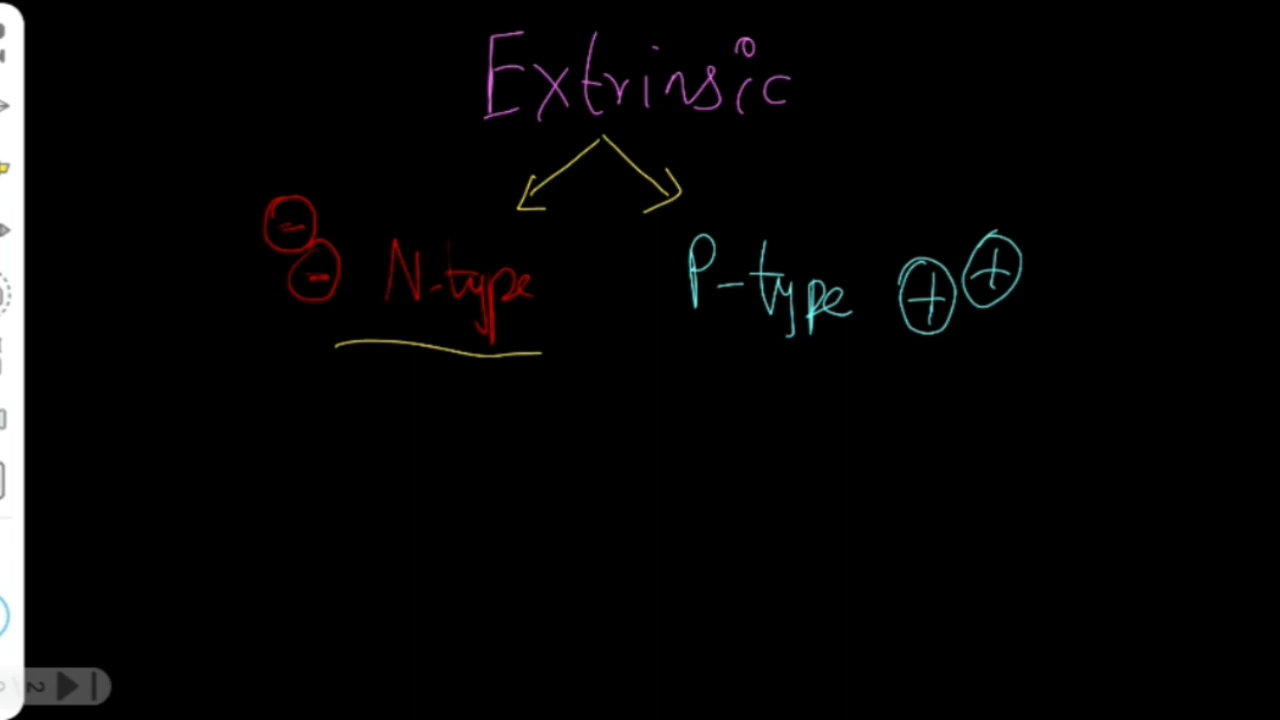 Extrinsic
⊖ ⊖ N-type P-type ⊕ ⊕